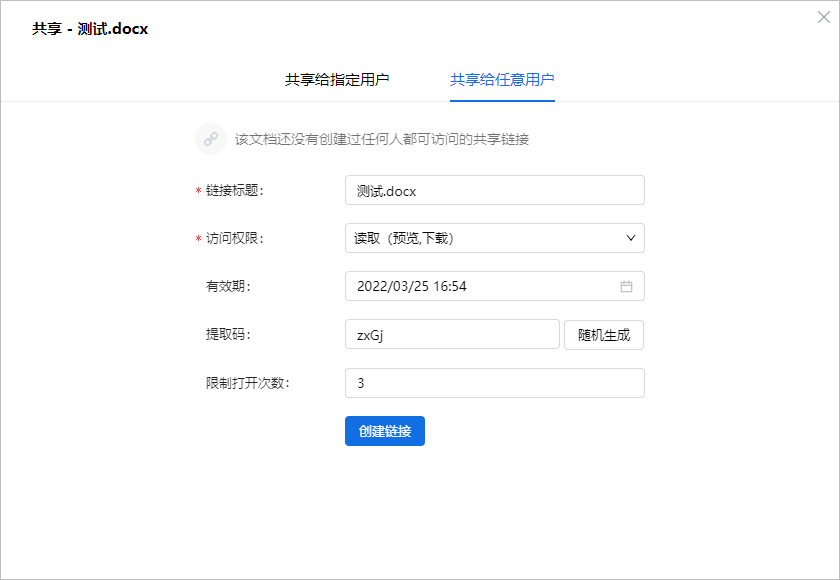 共享 - 测试.docx
共享给指定用户 共享给任意用户
该文档还没有创建过任何人都可访问的共享链接
* 链接标题: 测试.docx
* 访问权限: 读取（预览,下载）
有效期: 2022/03/25 16:54
提取码: zxGj 随机生成
限制打开次数: 3
创建链接